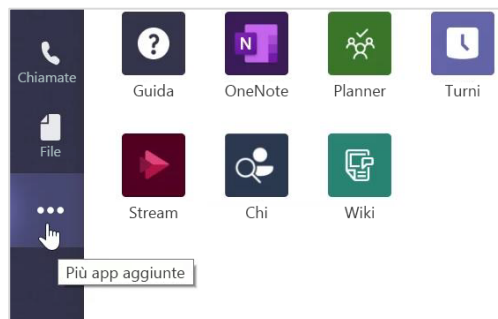 Chiamate
File
Più app aggiunte
? 
Guida
N
OneNote
Planner
Turni
Stream
Chi
Wiki